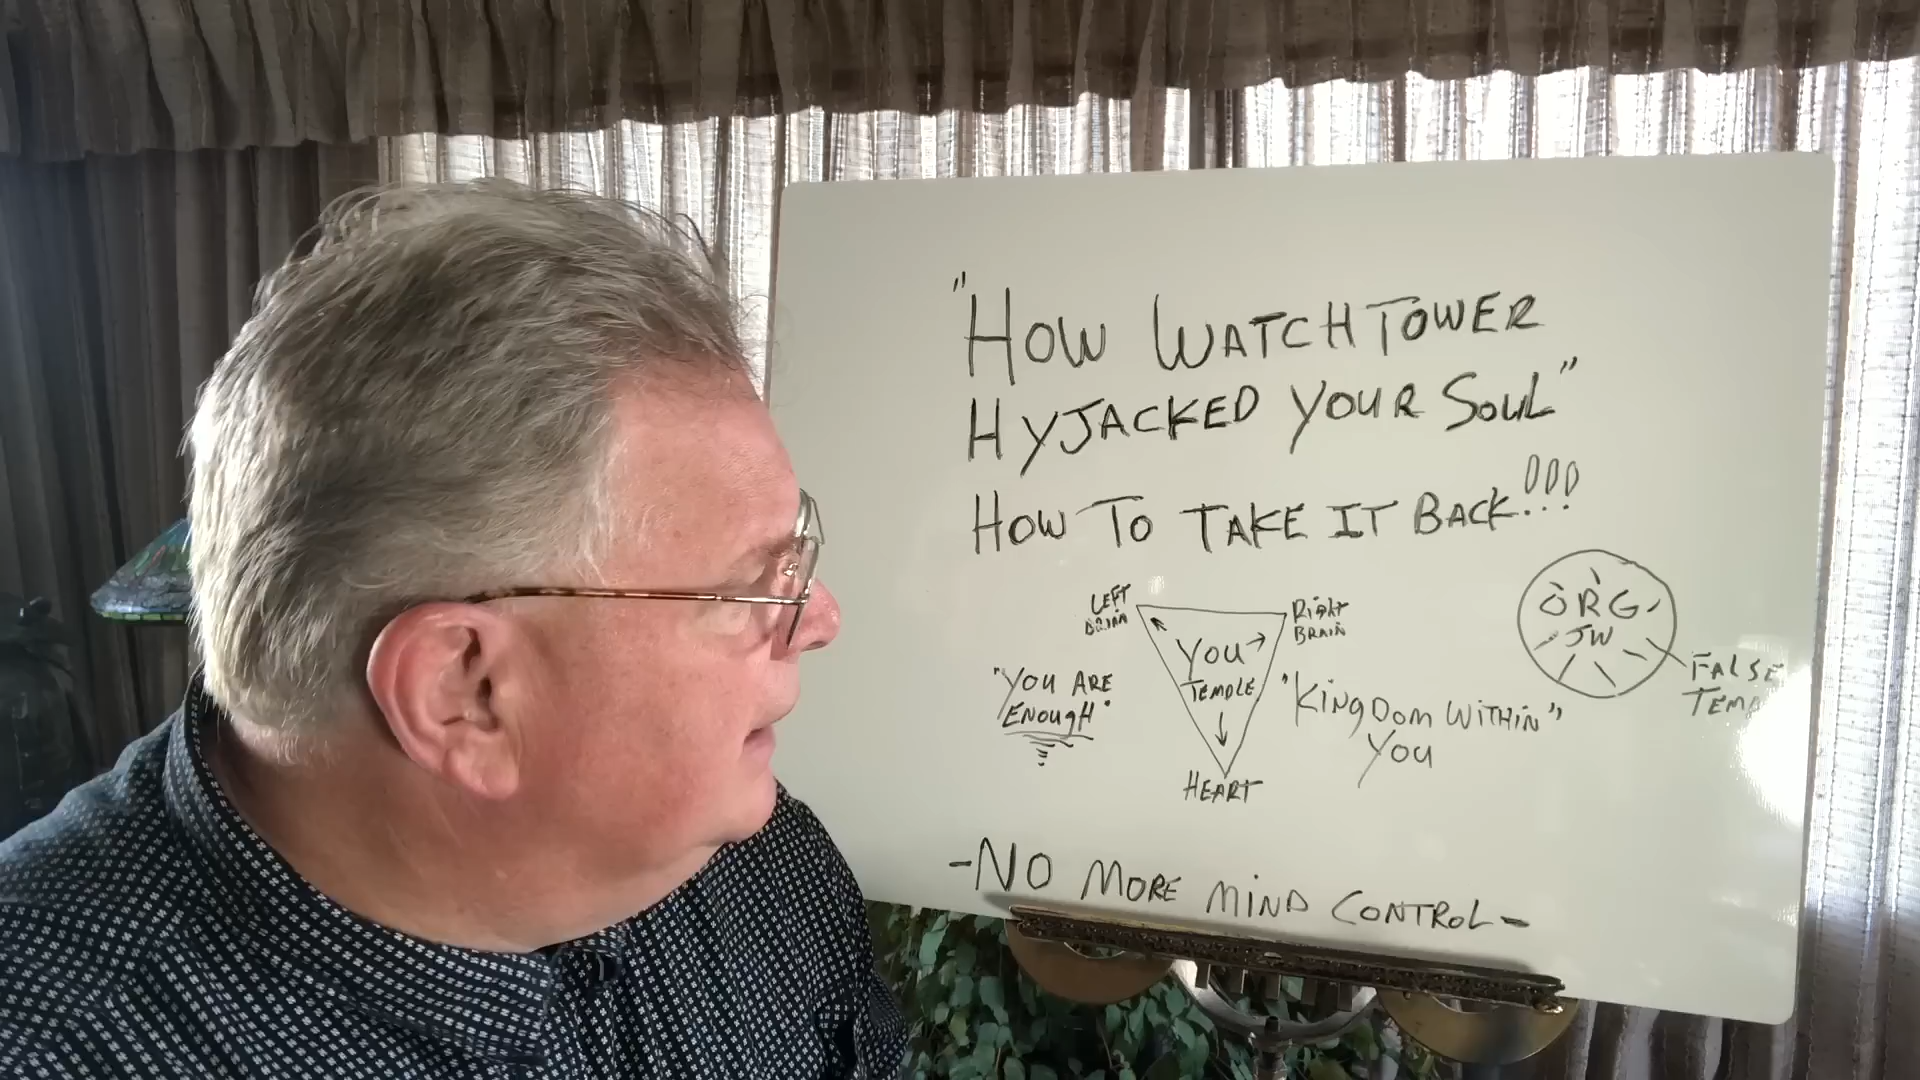 "HOW WATCHTOWER
HYJACKED YOUR SOUL"
HOW TO TAKE IT BACK!!!
LEFT
BRIAN
RigHt
BRAIN
YOU
TEMPLE
HEART
"YOU ARE
ENOUgH"
"KiNgDom WiTHiN"
YOU
ORG
JW
FALSE
-NO MORE MIND CONTROL-